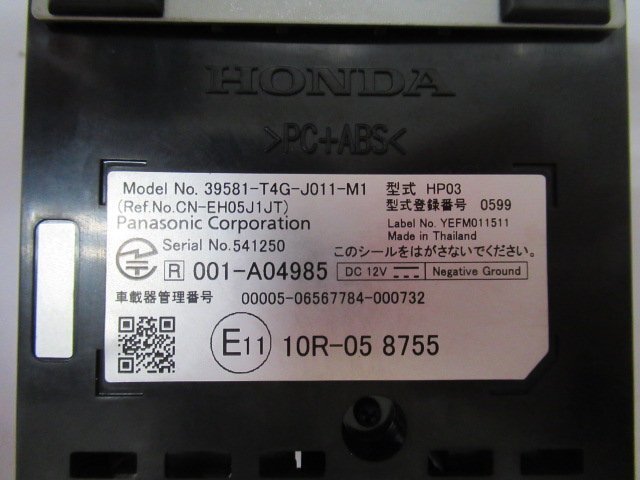 HONDA
>PC+ABS<
Model No. 39581-T4G-J011-M1 型式 HP03
(Ref.No.CN-EH05J1JT) 型式登録番号 0599
Panasonic Corporation Label No. YEFM011511
Made in Thailand
Serial No.541250 このシールをはがさないでください。
R 001-A04985 DC 12V Negative Ground
車載器管理番号 00005-06567784-000732
E11 10R-05 8755